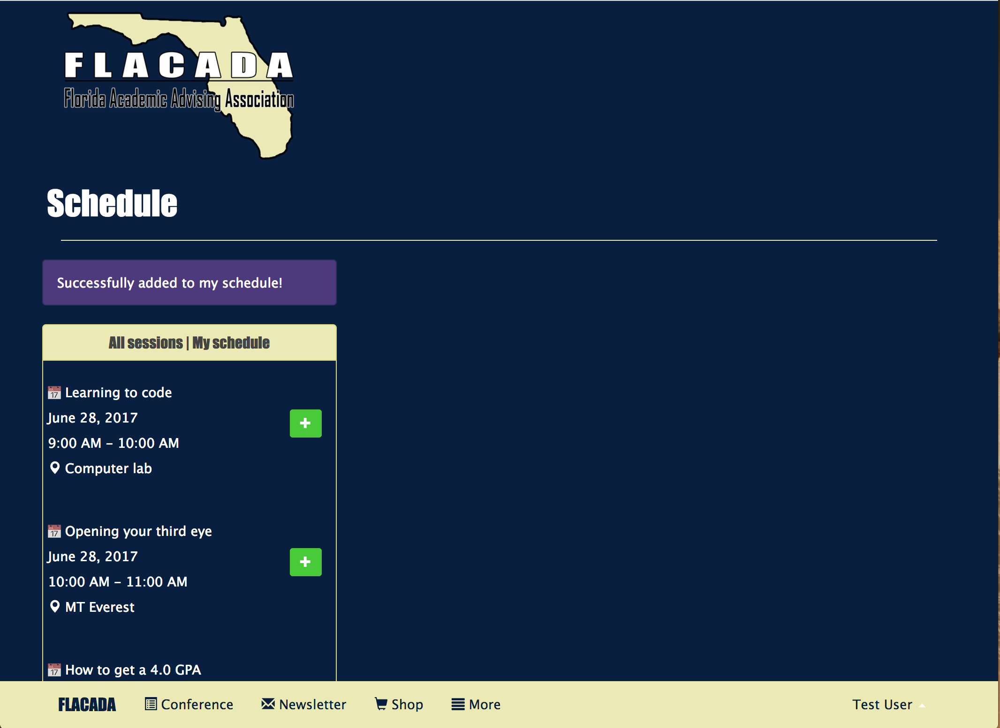 FLACADA
Florida Academic Advising Association
Schedule
Successfully added to my schedule!
All sessions | My schedule
JUL 17 Learning to code
June 28, 2017
9:00 AM – 10:00 AM
Computer lab
JUL 17 Opening your third eye
June 28, 2017
10:00 AM – 11:00 AM
MT Everest
JUL 17 How to get a 4.0 GPA
FLACADA Conference Newsletter Shop More Test User